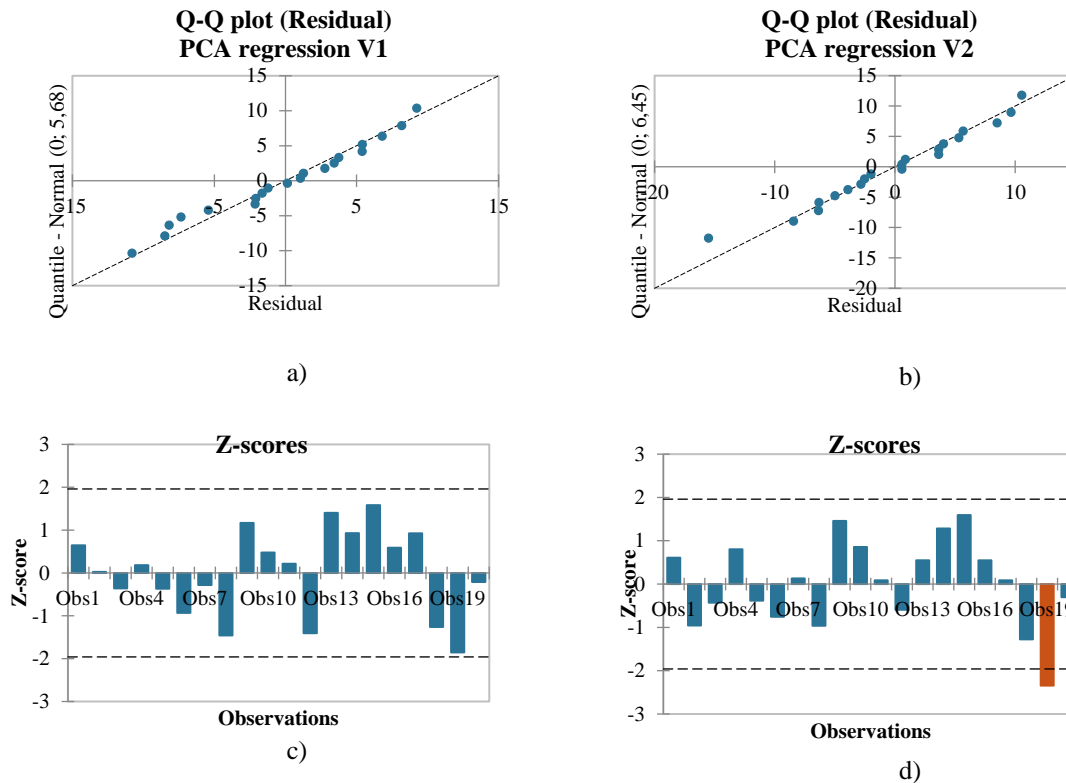 Q-Q plot (Residual)
PCA regression V1
15
10
5
0
-5
-10
-15
15
-5
5
15
Quantile - Normal (0; 5,68)
Residual
a)
Q-Q plot (Residual)
PCA regression V2
15
10
5
0
-5
-10
-15
-20
-20
-10
0
10
Quantile - Normal (0; 6,45)
Residual
b)
Z-scores
3
2
1
0
-1
-2
-3
Z-score
Obs1 Obs4 Obs7 Obs10 Obs13 Obs16 Obs19
Observations
c)
Z-scores
3
2
1
0
-1
-2
-3
Z-score
Obs1 Obs4 Obs7 Obs10 Obs13 Obs16 Obs19
Observations
d)